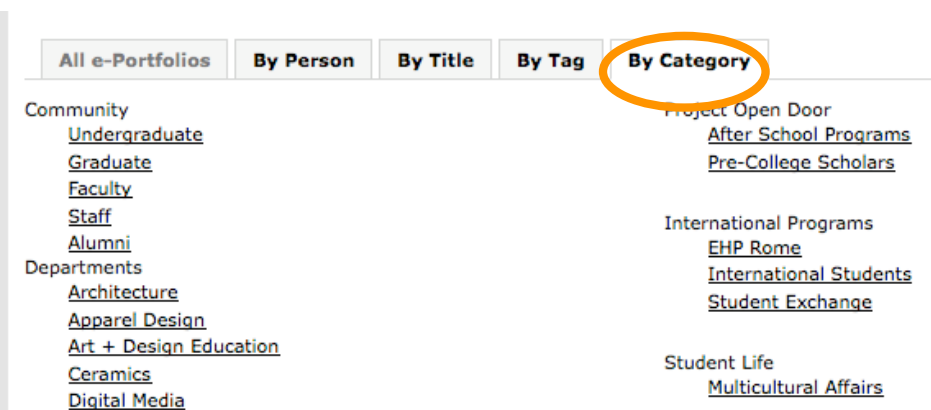 All e-Portfolios By Person By Title By Tag By Category
Community
Undergraduate
Graduate
Faculty
Staff
Alumni
Departments
Architecture
Apparel Design
Art + Design Education
Ceramics
Digital Media
Project Open Door
After School Programs
Pre-College Scholars
International Programs
EHP Rome
International Students
Student Exchange
Student Life
Multicultural Affairs